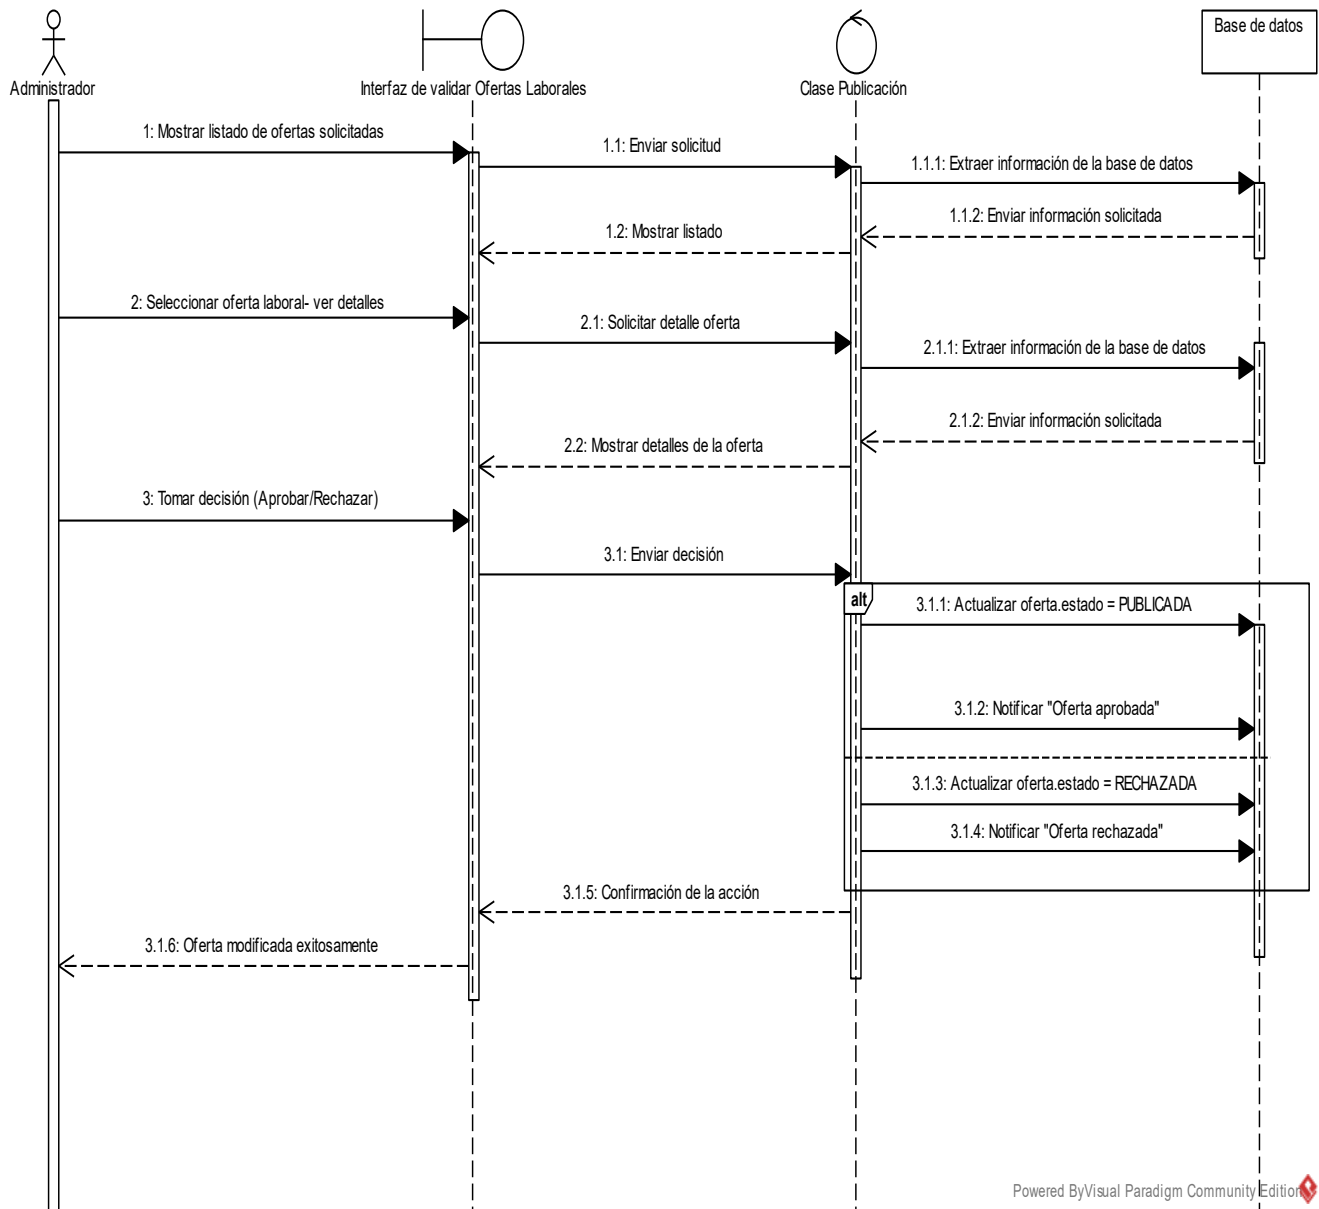 Administrador
Interfaz de validar Ofertas Laborales
Clase Publicación
Base de datos
1: Mostrar listado de ofertas solicitadas
1.1: Enviar solicitud
1.1.1: Extraer información de la base de datos
1.1.2: Enviar información solicitada
1.2: Mostrar listado
2: Seleccionar oferta laboral- ver detalles
2.1: Solicitar detalle oferta
2.1.1: Extraer información de la base de datos
2.1.2: Enviar información solicitada
2.2: Mostrar detalles de la oferta
3: Tomar decisión (Aprobar/Rechazar)
3.1: Enviar decisión
alt
3.1.1: Actualizar oferta.estado = PUBLICADA
3.1.2: Notificar "Oferta aprobada"
3.1.3: Actualizar oferta.estado = RECHAZADA
3.1.4: Notificar "Oferta rechazada"
3.1.5: Confirmación de la acción
3.1.6: Oferta modificada exitosamente
Powered ByVisual Paradigm Community Edition